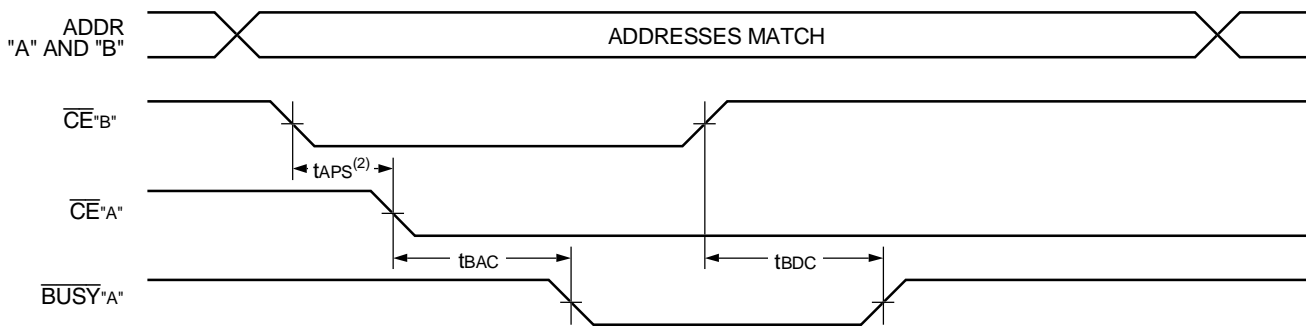 ADDR
"A" AND "B"
ADDRESSES MATCH
CE"B"
tAPS(2)
CE"A"
tBAC
tBDC
BUSY"A"